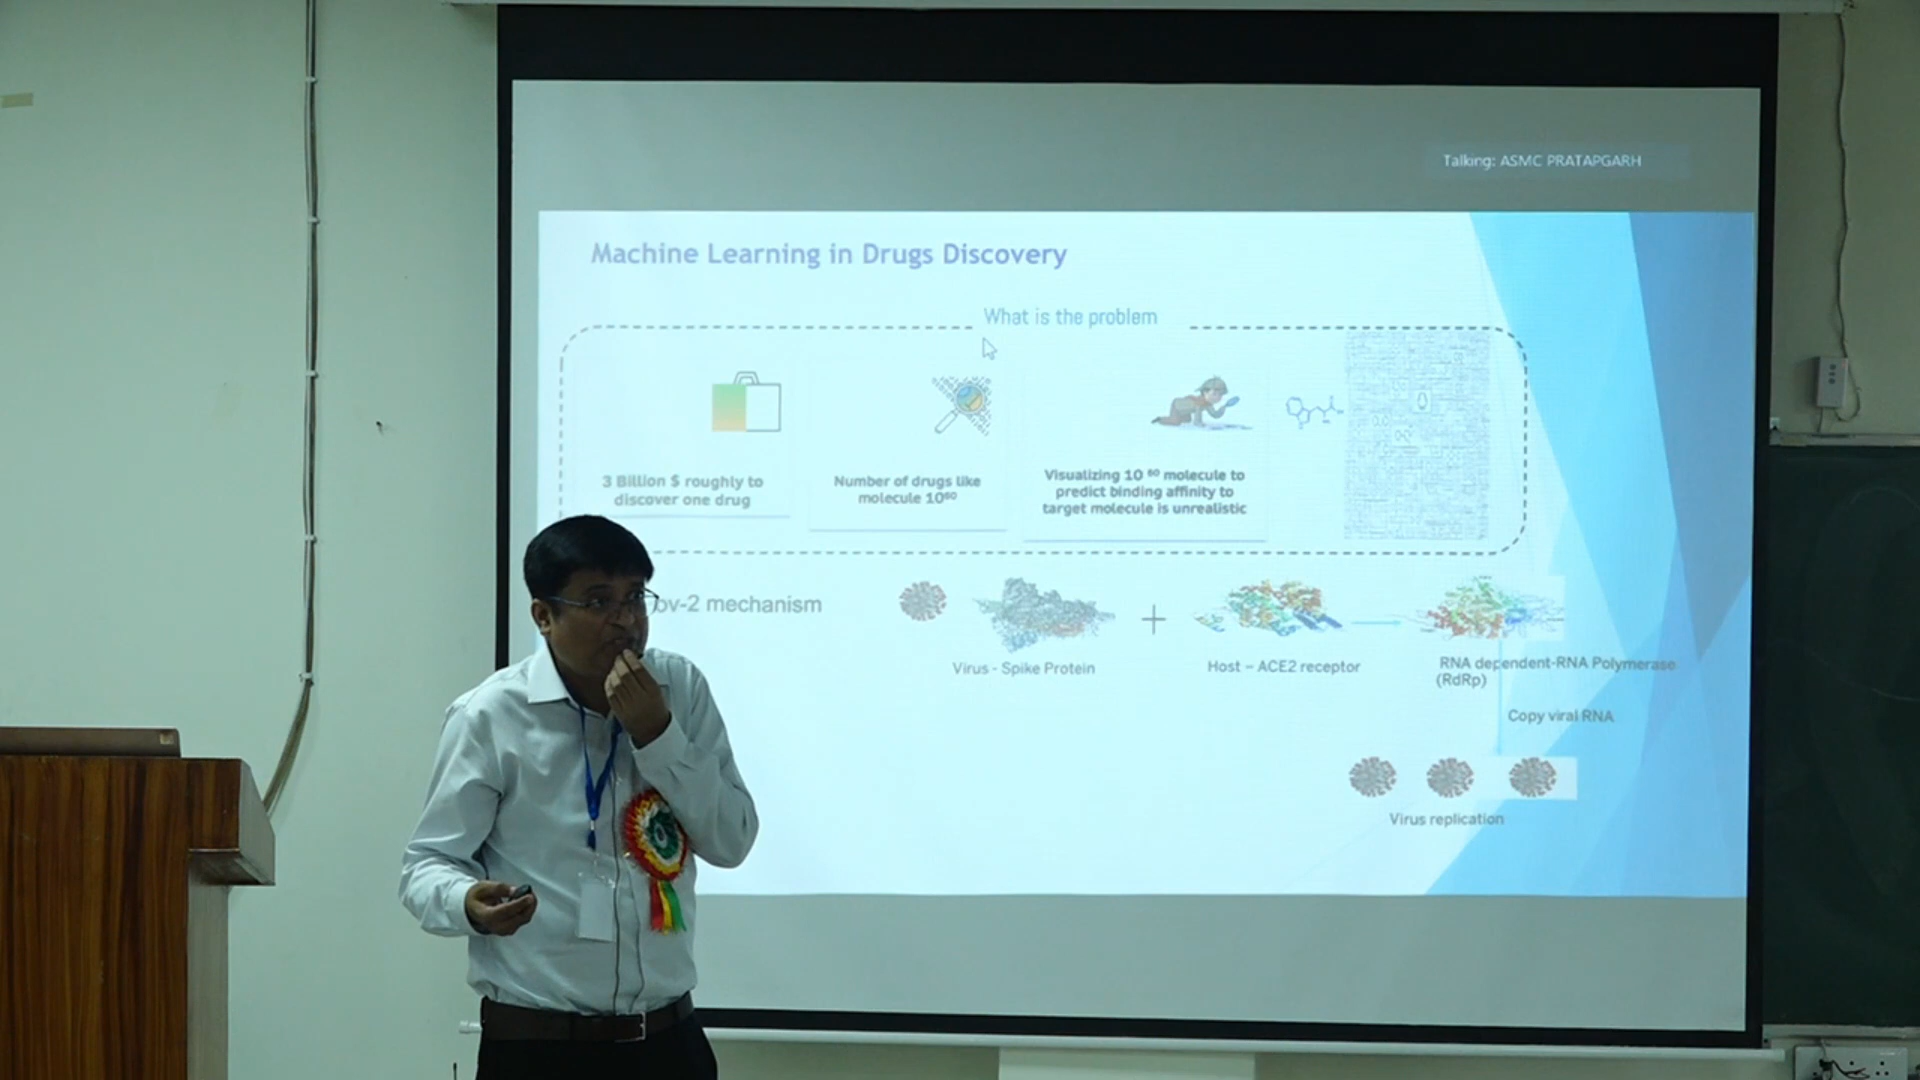 Talking: ASMC PRATAPGARH
Machine Learning in Drugs Discovery
What is the problem
3 Billion $ roughly to
discover one drug
Number of drugs like
molecule 10⁶⁰
Visualizing 10 ⁶⁰ molecule to
predict binding affinity to
target molecule is unrealistic
ov-2 mechanism
+
Virus - Spike Protein
Host – ACE2 receptor
RNA dependent-RNA Polymerase
(RdRp)
Copy viral RNA
Virus replication